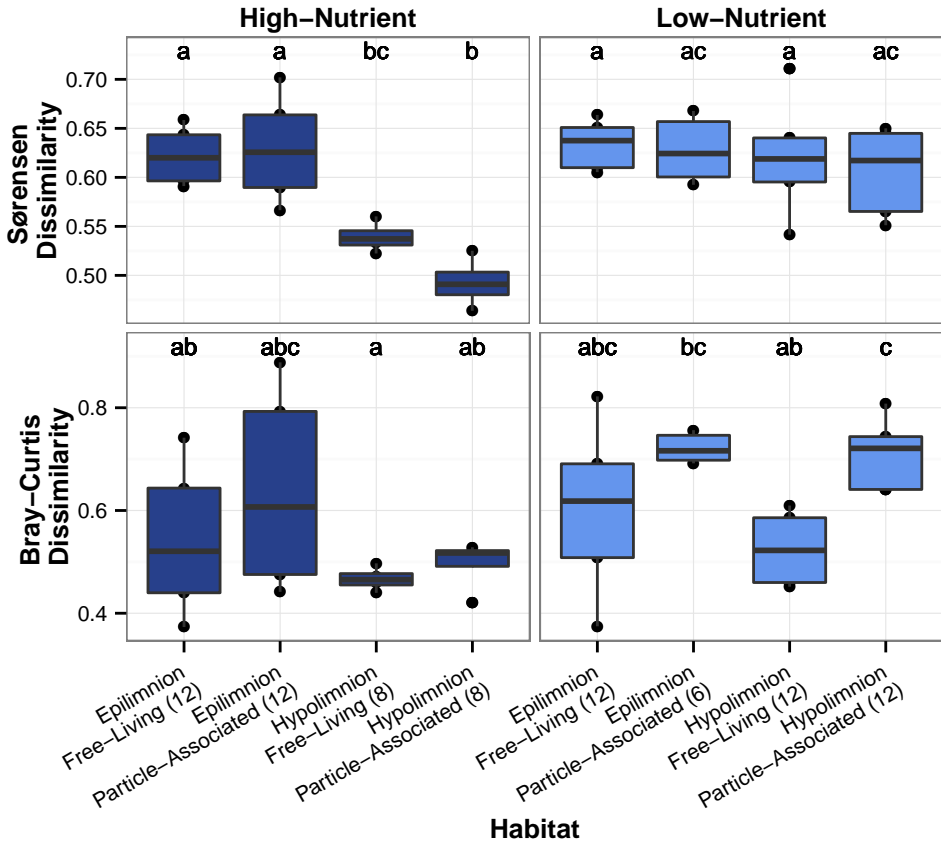 High−Nutrient
Low−Nutrient
Sørensen
Dissimilarity
0.70
0.65
0.60
0.55
0.50
a a bc b
a ac a ac
Bray−Curtis
Dissimilarity
0.8
0.6
0.4
ab abc a ab
abc bc ab c
Epilimnion
Free−Living (12)
Epilimnion
Particle−Associated (12)
Hypolimnion
Free−Living (8)
Hypolimnion
Particle−Associated (8)
Epilimnion
Free−Living (12)
Epilimnion
Particle−Associated (6)
Hypolimnion
Free−Living (12)
Hypolimnion
Particle−Associated (12)
Habitat